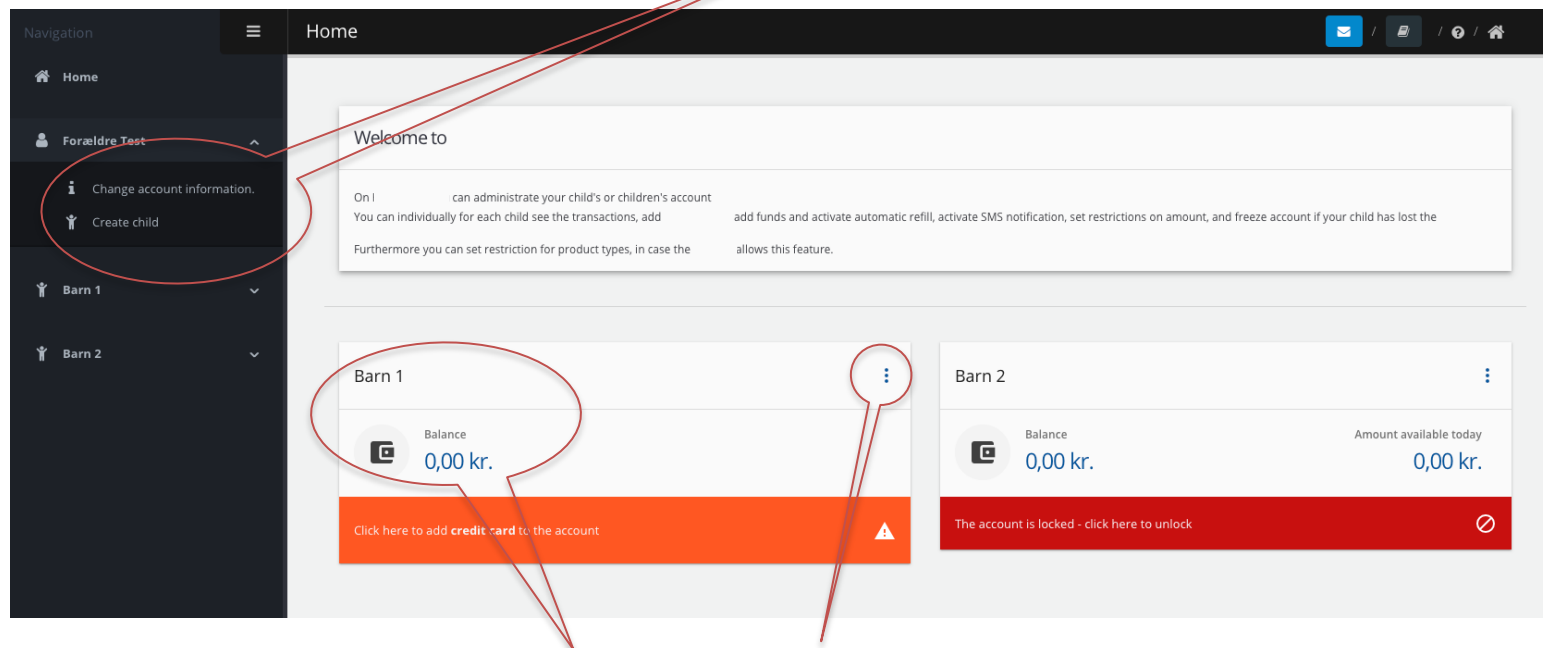 Navigation
Home
Home
Forældre Test
Change account information.
Create child
Barn 1
Barn 2
Welcome to
On can administrate your child's or children's account
You can individually for each child see the transactions, add add funds and activate automatic refill, activate SMS notification, set restrictions on amount, and freeze account if your child has lost the
Furthermore you can set restriction for product types, in case the allows this feature.
Barn 1
Balance
0,00 kr.
Click here to add credit card to the account
Barn 2
Balance
0,00 kr.
Amount available today
0,00 kr.
The account is locked - click here to unlock